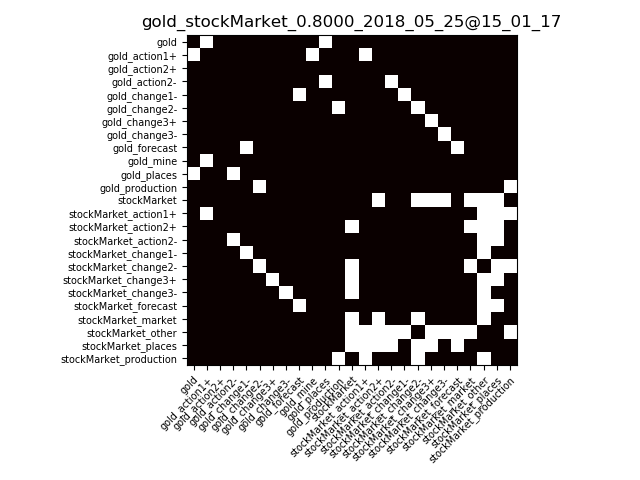 gold_stockMarket_0.8000_2018_05_25@15_01_17
gold
gold_action1+
gold_action2+
gold_action2-
gold_change1-
gold_change2-
gold_change3+
gold_change3-
gold_forecast
gold_mine
gold_places
gold_production
stockMarket
stockMarket_action1+
stockMarket_action2+
stockMarket_action2-
stockMarket_change1-
stockMarket_change2-
stockMarket_change3+
stockMarket_change3-
stockMarket_forecast
stockMarket_market
stockMarket_other
stockMarket_places
stockMarket_production
gold
gold_action1+
gold_action2+
gold_action2-
gold_change1-
gold_change2-
gold_change3+
gold_change3-
gold_forecast
gold_mine
gold_places
gold_production
stockMarket
stockMarket_action1+
stockMarket_action2+
stockMarket_action2-
stockMarket_change1-
stockMarket_change2-
stockMarket_change3+
stockMarket_change3-
stockMarket_forecast
stockMarket_market
stockMarket_other
stockMarket_places
stockMarket_production